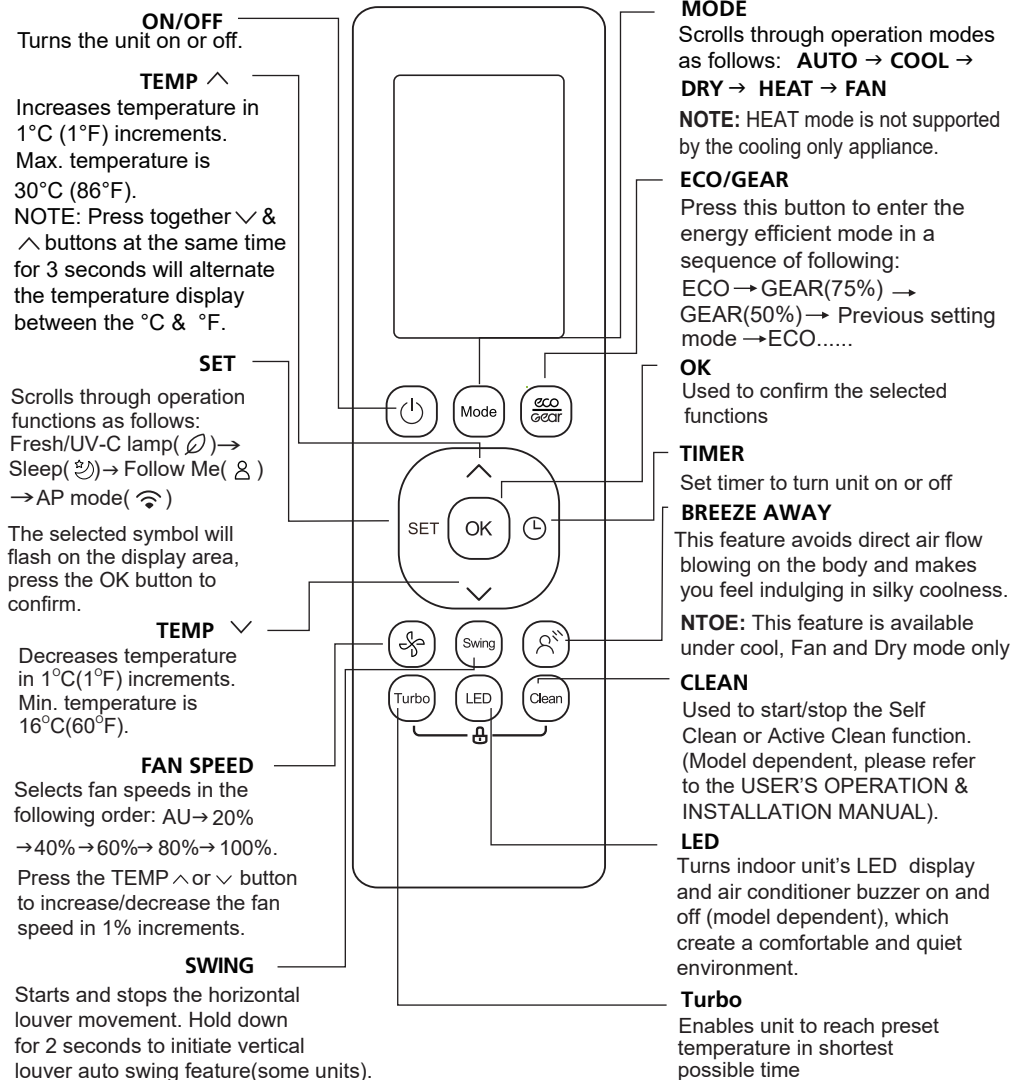 ON/OFF
Turns the unit on or off.
TEMP ︿
Increases temperature in
1°C (1°F) increments.
Max. temperature is
30°C (86°F).
NOTE: Press together ﹀ &
︿ buttons at the same time
for 3 seconds will alternate
the temperature display
between the °C & °F.
SET
Scrolls through operation
functions as follows:
Fresh/UV-C lamp( )→
Sleep( )→ Follow Me( )
→AP mode( )
The selected symbol will
flash on the display area,
press the OK button to
confirm.
TEMP ﹀
Decreases temperature
in 1°C(1°F) increments.
Min. temperature is
16°C(60°F).
FAN SPEED
Selects fan speeds in the
following order: AU→ 20%
→40%→60%→ 80%→ 100%.
Press the TEMP ︿ or ﹀ button
to increase/decrease the fan
speed in 1% increments.
SWING
Starts and stops the horizontal
louver movement. Hold down
for 2 seconds to initiate vertical
louver auto swing feature(some units).
Mode
eco
Gear
SET
OK
Swing
Turbo
LED
Clean
MODE
Scrolls through operation modes
as follows: AUTO → COOL →
DRY → HEAT → FAN
NOTE: HEAT mode is not supported
by the cooling only appliance.
ECO/GEAR
Press this button to enter the
energy efficient mode in a
sequence of following:
ECO → GEAR(75%) →
GEAR(50%) → Previous setting
mode →ECO......
OK
Used to confirm the selected
functions
TIMER
Set timer to turn unit on or off
BREEZE AWAY
This feature avoids direct air flow
blowing on the body and makes
you feel indulging in silky coolness.
NTOE: This feature is available
under cool, Fan and Dry mode only
CLEAN
Used to start/stop the Self
Clean or Active Clean function.
(Model dependent, please refer
to the USER'S OPERATION &
INSTALLATION MANUAL).
LED
Turns indoor unit's LED display
and air conditioner buzzer on and
off (model dependent), which
create a comfortable and quiet
environment.
Turbo
Enables unit to reach preset
temperature in shortest
possible time